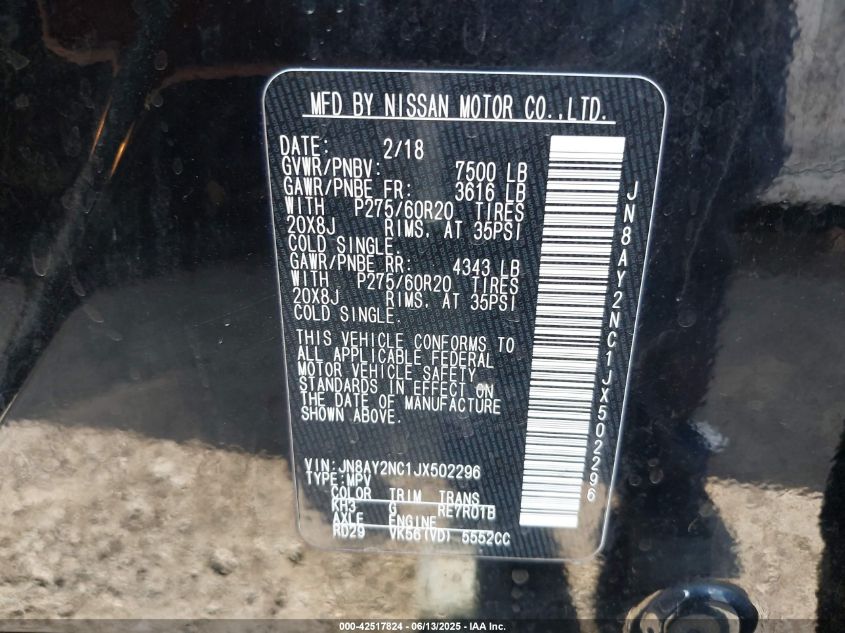 MFD BY NISSAN MOTOR CO.,LTD.
DATE: 2/18
GVWR/PNBV: 7500 LB
GAWR/PNBE FR: 3616 LB
WITH P275/60R20 TIRES
20X8J RIMS, AT 35PSI
COLD SINGLE.
GAWR/PNBE RR: 4343 LB
WITH P275/60R20 TIRES
20X8J RIMS, AT 35PSI
COLD SINGLE.
THIS VEHICLE CONFORMS TO
ALL APPLICABLE FEDERAL
MOTOR VEHICLE SAFETY
STANDARDS IN EFFECT ON
THE DATE OF MANUFACTURE
SHOWN ABOVE.
VIN:JN8AY2NC1JX502296
TYPE:MPV
COLOR TRIM TRANS
KH3 G RE7R01B
AXLE ENGINE
R029 VK56(VD) 5552CC
JN8AY2NC1JX502296
000-42517824 - 06/13/2025 - IAA Inc.